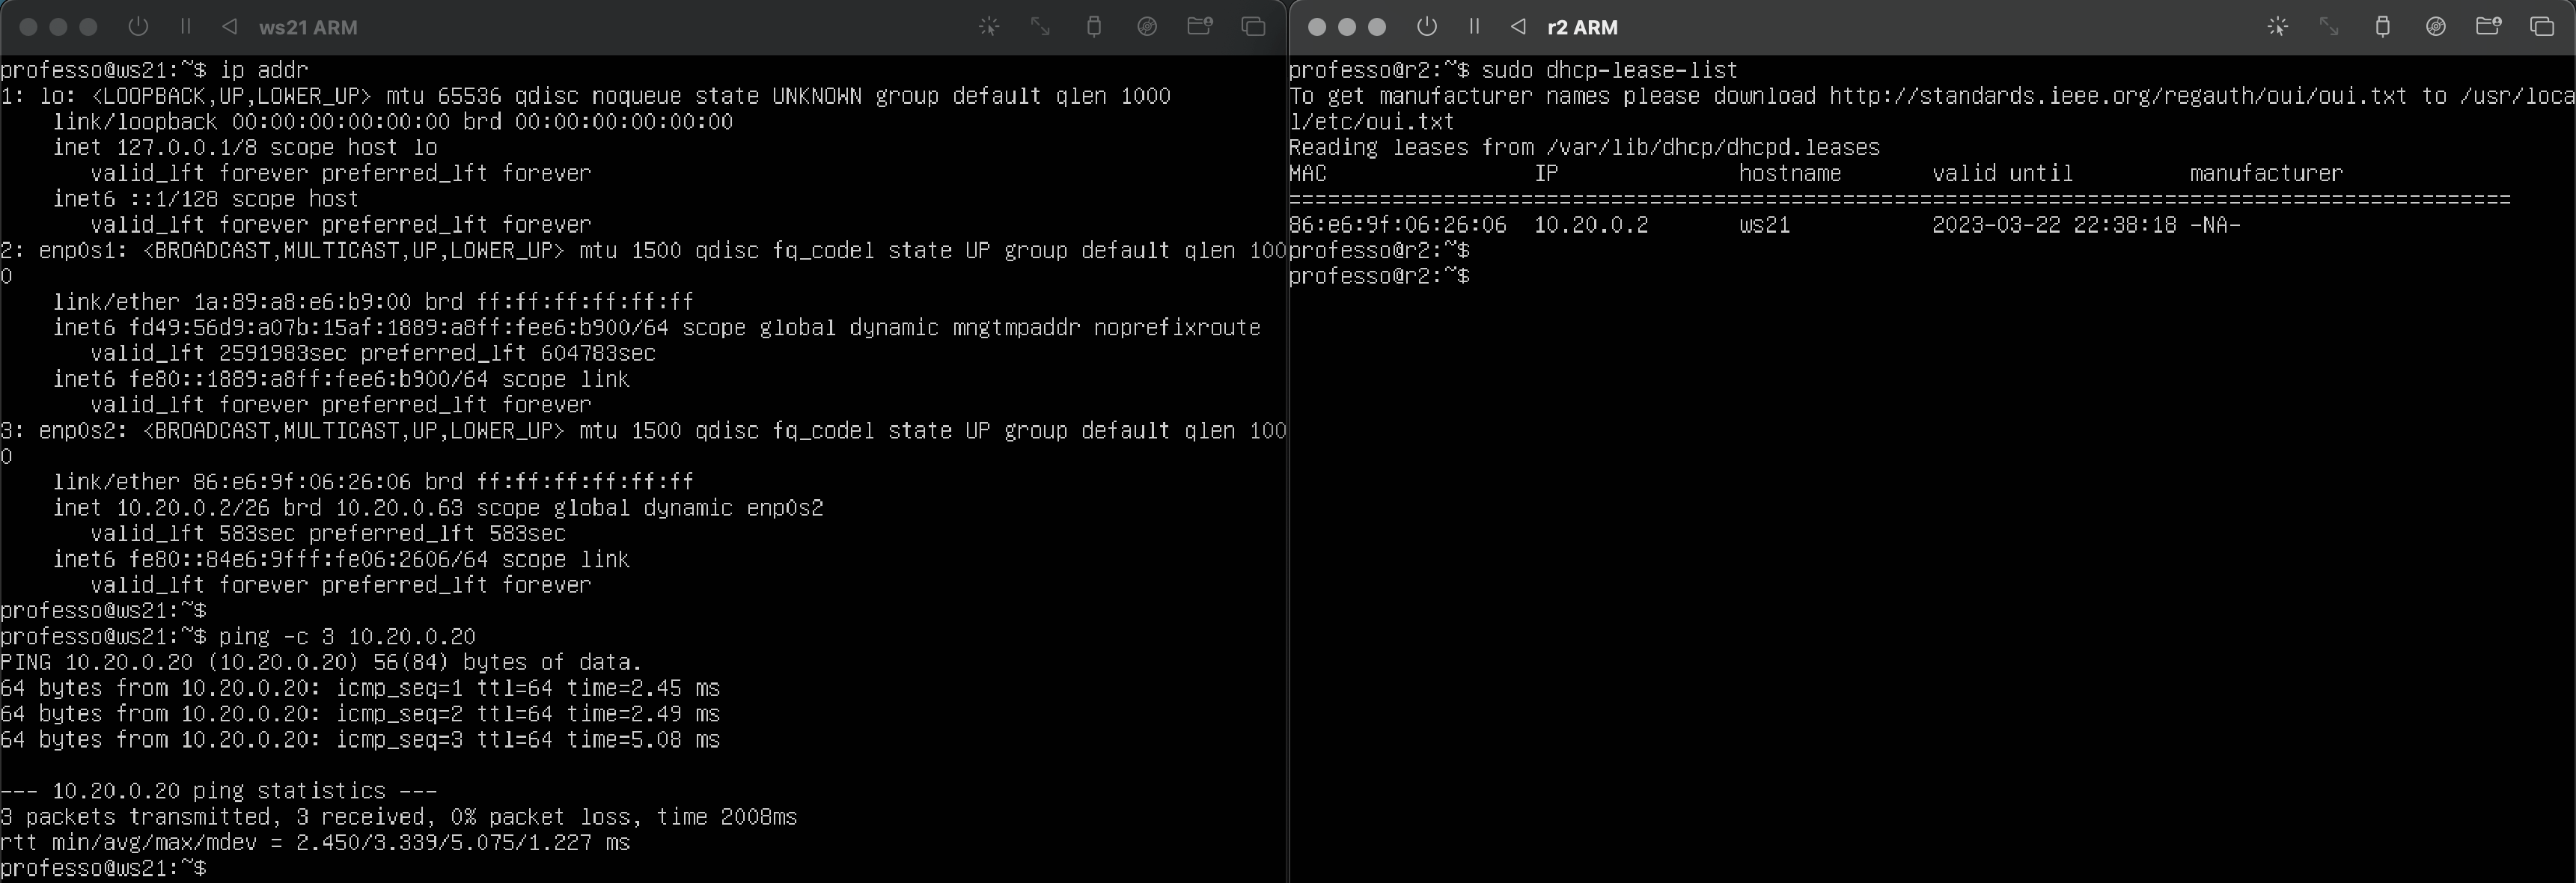 ws21 ARM
professo@ws21:~$ ip addr
1: lo: <LOOPBACK,UP,LOWER_UP> mtu 65536 qdisc noqueue state UNKNOWN group default qlen 1000
    link/loopback 00:00:00:00:00:00 brd 00:00:00:00:00:00
    inet 127.0.0.1/8 scope host lo
       valid_lft forever preferred_lft forever
    inet6 ::1/128 scope host
       valid_lft forever preferred_lft forever
2: enp0s1: <BROADCAST,MULTICAST,UP,LOWER_UP> mtu 1500 qdisc fq_codel state UP group default qlen 100
0
    link/ether 1a:89:a8:e6:b9:00 brd ff:ff:ff:ff:ff:ff
    inet6 fd49:56d9:a07b:15af:1889:a8ff:fee6:b900/64 scope global dynamic mngtmpaddr noprefixroute
       valid_lft 2591983sec preferred_lft 604783sec
    inet6 fe80::1889:a8ff:fee6:b900/64 scope link
       valid_lft forever preferred_lft forever
3: enp0s2: <BROADCAST,MULTICAST,UP,LOWER_UP> mtu 1500 qdisc fq_codel state UP group default qlen 100
0
    link/ether 86:e6:9f:06:26:06 brd ff:ff:ff:ff:ff:ff
    inet 10.20.0.2/26 brd 10.20.0.63 scope global dynamic enp0s2
       valid_lft 583sec preferred_lft 583sec
    inet6 fe80::84e6:9fff:fe06:2606/64 scope link
       valid_lft forever preferred_lft forever
professo@ws21:~$
professo@ws21:~$ ping -c 3 10.20.0.20
PING 10.20.0.20 (10.20.0.20) 56(84) bytes of data.
64 bytes from 10.20.0.20: icmp_seq=1 ttl=64 time=2.45 ms
64 bytes from 10.20.0.20: icmp_seq=2 ttl=64 time=2.49 ms
64 bytes from 10.20.0.20: icmp_seq=3 ttl=64 time=5.08 ms

--- 10.20.0.20 ping statistics ---
3 packets transmitted, 3 received, 0% packet loss, time 2008ms
rtt min/avg/max/mdev = 2.450/3.339/5.075/1.227 ms
professo@ws21:~$
r2 ARM
professo@r2:~$ sudo dhcp-lease-list
To get manufacturer names please download http://standards.ieee.org/regauth/oui/oui.txt to /usr/loca
l/etc/oui.txt
Reading leases from /var/lib/dhcp/dhcpd.leases
MAC                IP              hostname       valid until         manufacturer
===============================================================================================
86:e6:9f:06:26:06  10.20.0.2       ws21           2023-03-22 22:38:18 -NA-
professo@r2:~$
professo@r2:~$